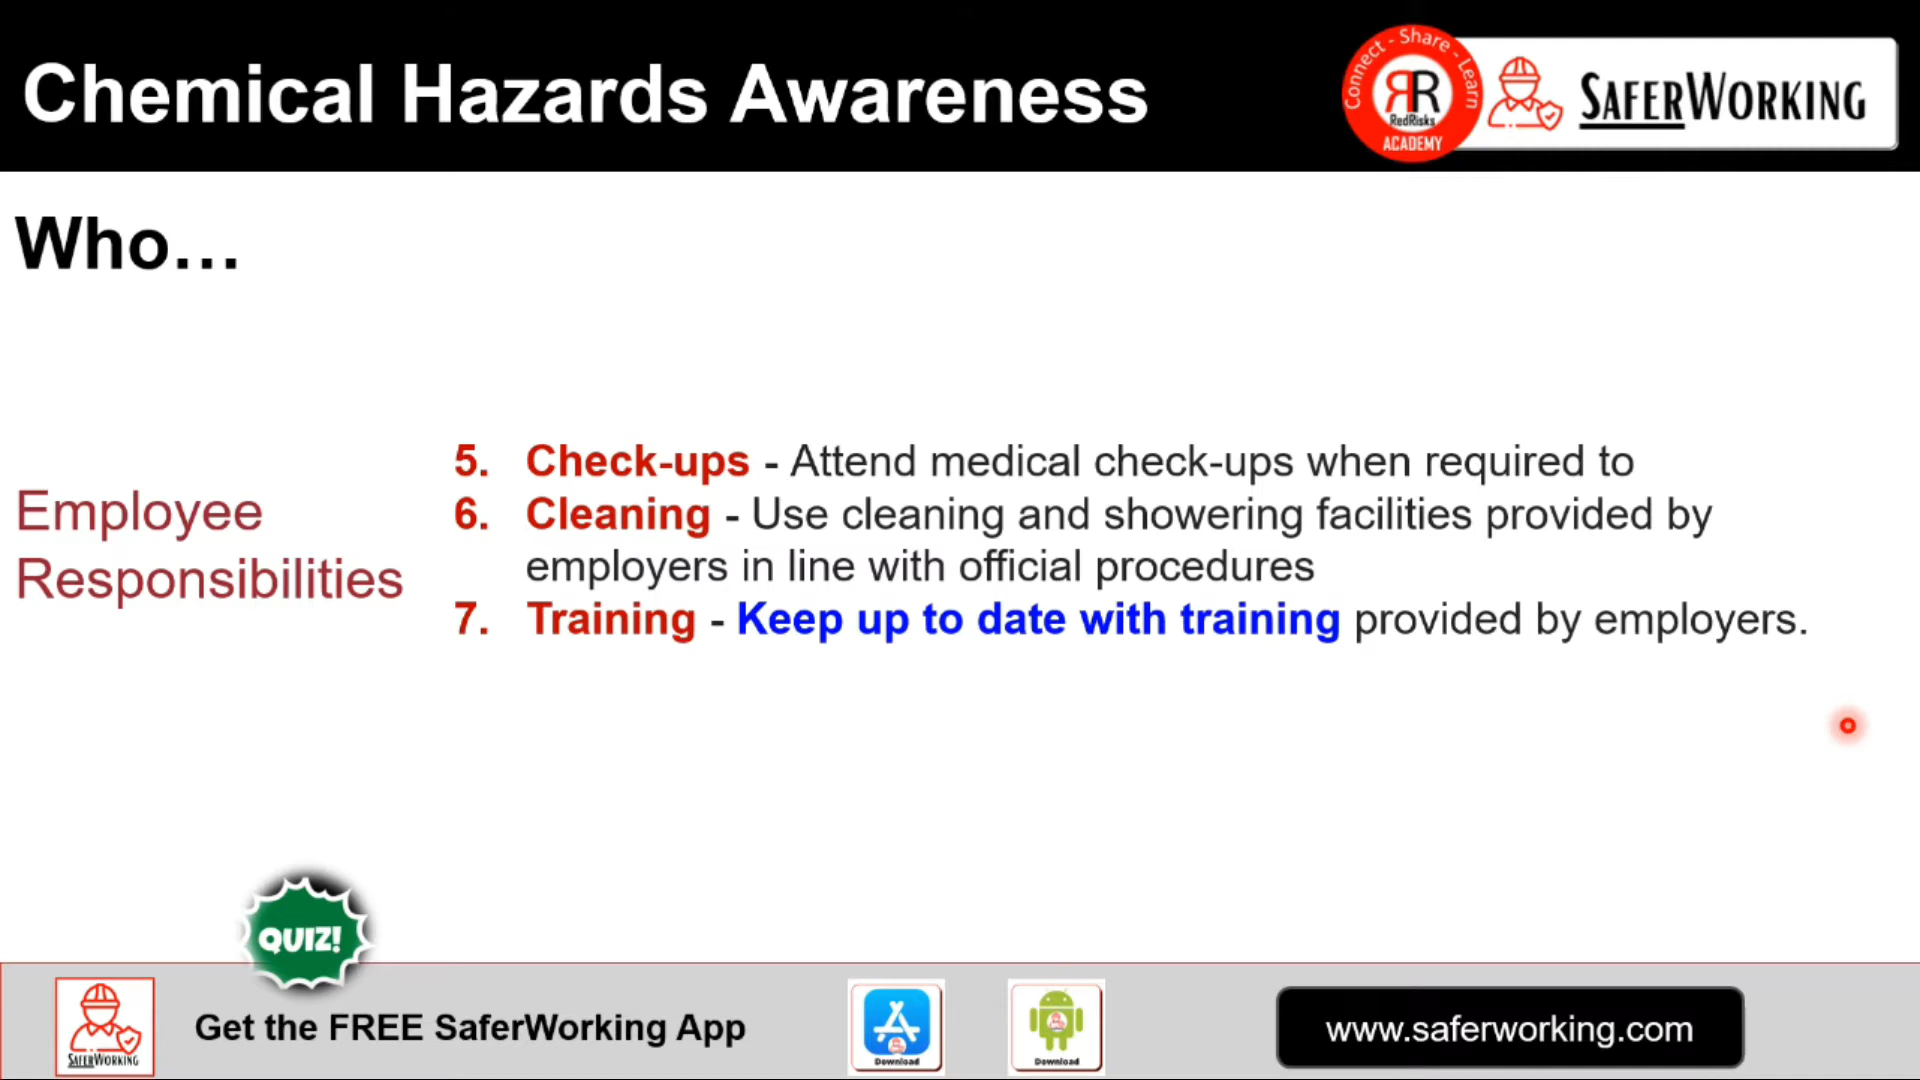 Chemical Hazards Awareness
Connect - Share - Learn
RR
RedRisks
ACADEMY
SAFERWORKING
Who...
Employee
Responsibilities
5. Check-ups - Attend medical check-ups when required to
6. Cleaning - Use cleaning and showering facilities provided by
employers in line with official procedures
7. Training - Keep up to date with training provided by employers.
QUIZ!
SAFERWORKING
Get the FREE SaferWorking App
Download
Download
www.saferworking.com